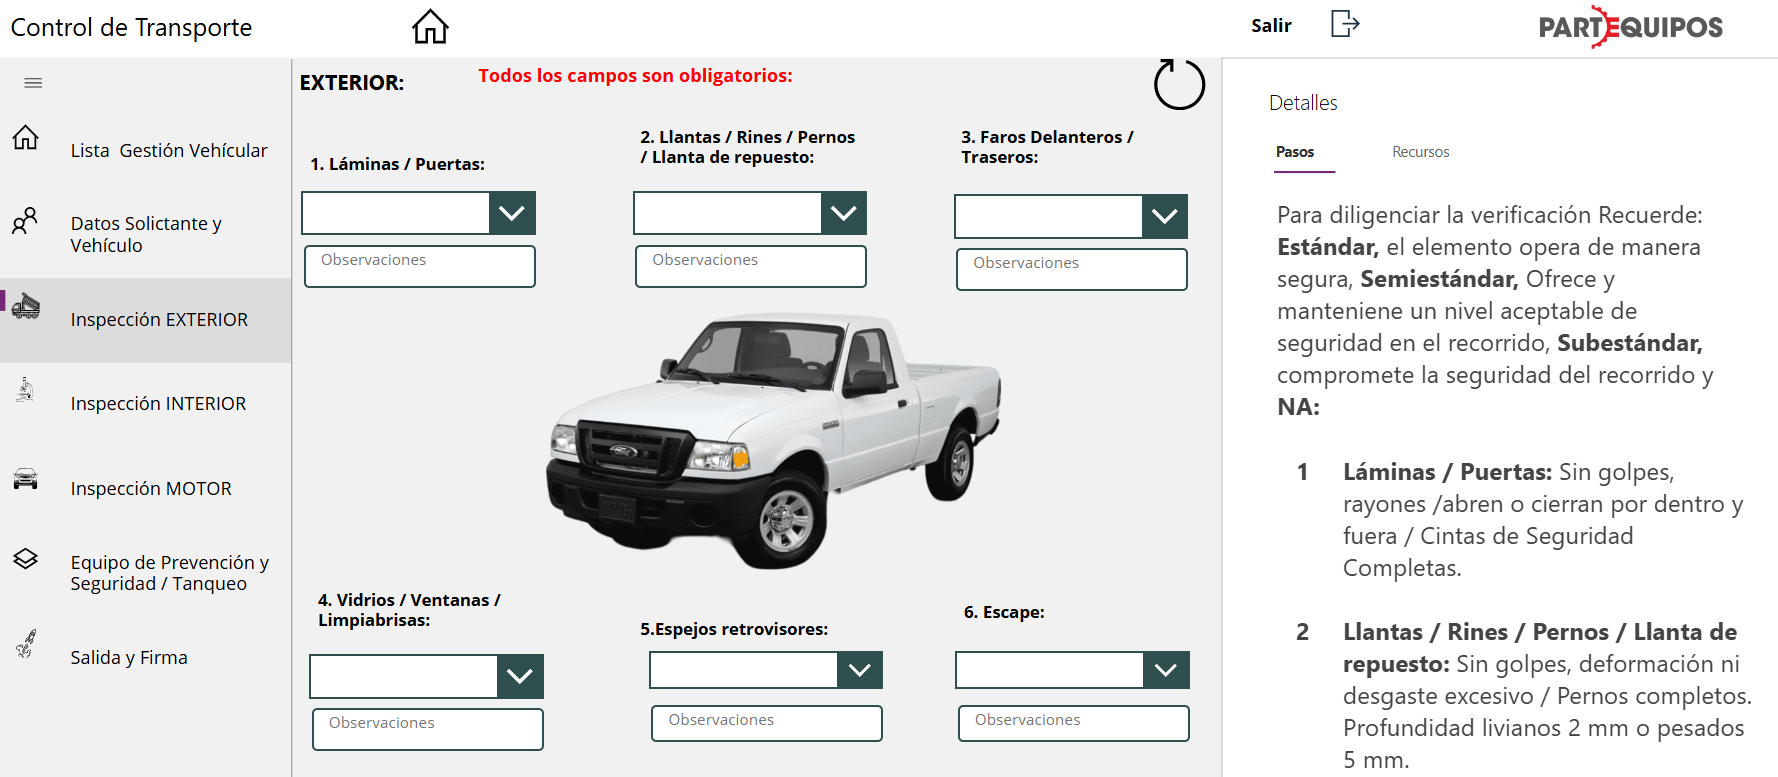 Control de Transporte
Salir
PARTEQUIPOS
EXTERIOR:
Todos los campos son obligatorios:
Lista  Gestión Vehícular
Datos Solictante y
Vehículo
Inspección EXTERIOR
Inspección INTERIOR
Inspección MOTOR
Equipo de Prevención y
Seguridad / Tanqueo
Salida y Firma
1. Láminas / Puertas:
Observaciones
2. Llantas / Rines / Pernos
/ Llanta de repuesto:
Observaciones
3. Faros Delanteros /
Traseros:
Observaciones
Ford
4. Vidrios / Ventanas /
Limpiabrisas:
Observaciones
5.Espejos retrovisores:
Observaciones
6. Escape:
Observaciones
Detalles
Pasos
Recursos
Para diligenciar la verificación Recuerde:
Estándar, el elemento opera de manera
segura, Semiestándar, Ofrece y
manteniene un nivel aceptable de
seguridad en el recorrido, Subestándar,
compromete la seguridad del recorrido y
NA:
1 Láminas / Puertas: Sin golpes,
rayones /abren o cierran por dentro y
fuera / Cintas de Seguridad
Completas.
2 Llantas / Rines / Pernos / Llanta de
repuesto: Sin golpes, deformación ni
desgaste excesivo / Pernos completos.
Profundidad livianos 2 mm o pesados
5 mm.